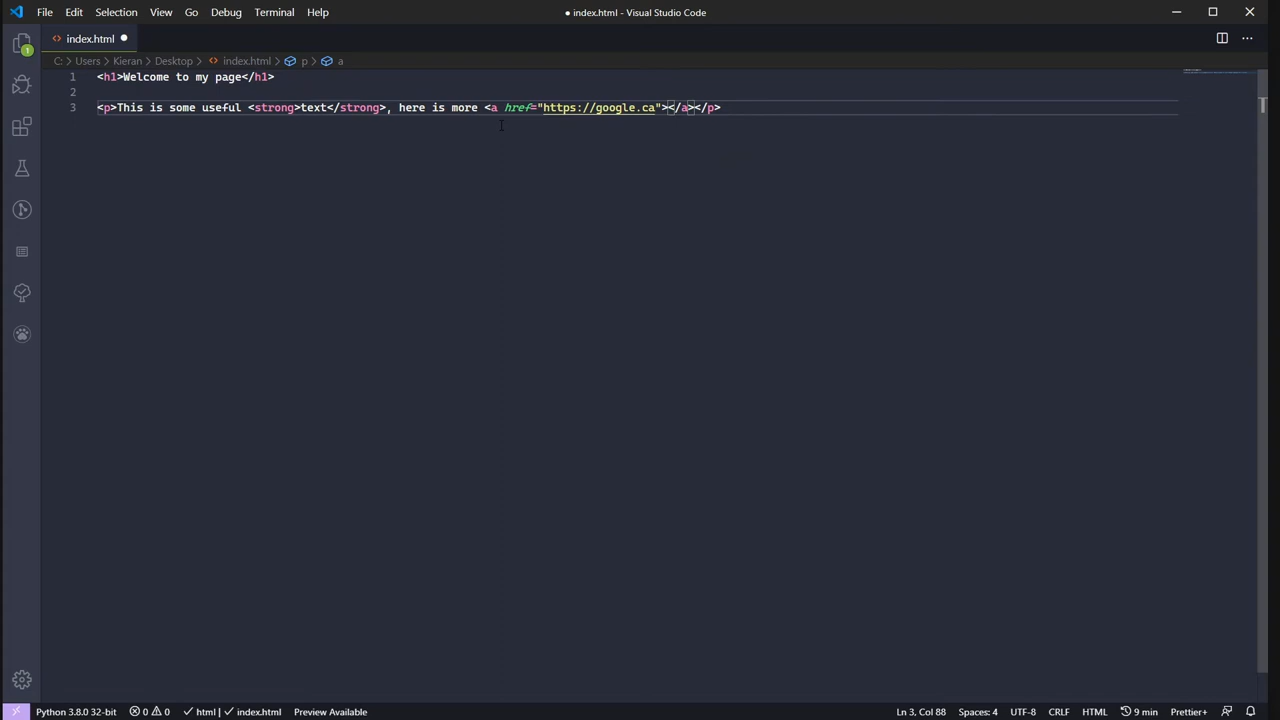 File Edit Selection View Go Debug Terminal Help
● index.html - Visual Studio Code
index.html ●
C: > Users > Kieran > Desktop > index.html > p > a
1 <h1>Welcome to my page</h1>
2
3 <p>This is some useful <strong>text</strong>, here is more <a href="https://google.ca"></a></p>
1
Python 3.8.0 32-bit 0 0 html index.html Preview Available Ln 3, Col 88 Spaces: 4 UTF-8 CRLF HTML 9 min Prettier+